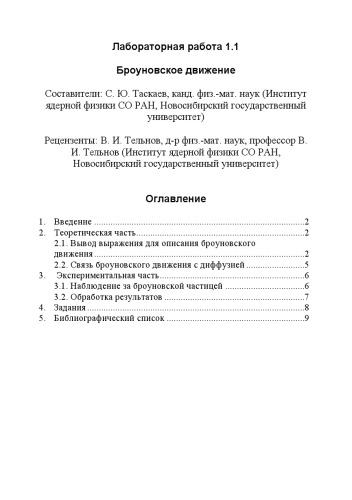 Лабораторная работа 1.1
Броуновское движение
Составители: С. Ю. Таскаев, канд. физ.-мат. наук (Институт
ядерной физики СО РАН, Новосибирский государственный
университет)
Рецензенты: В. И. Тельнов, д-р физ.-мат. наук, профессор В.
И. Тельнов (Институт ядерной физики СО РАН,
Новосибирский государственный университет)
Оглавление
1. Введение ........................................................................2
2. Теоретическая часть........................................................2
2.1. Вывод выражения для описания броуновского
движения ........................................................................2
2.2. Связь броуновского движения с диффузией ....................5
3. Экспериментальная часть................................................6
3.1. Наблюдение за броуновской частицей ..........................6
3.2. Обработка результатов ................................................7
4. Задания..........................................................................8
5. Библиографический список ..............................................9